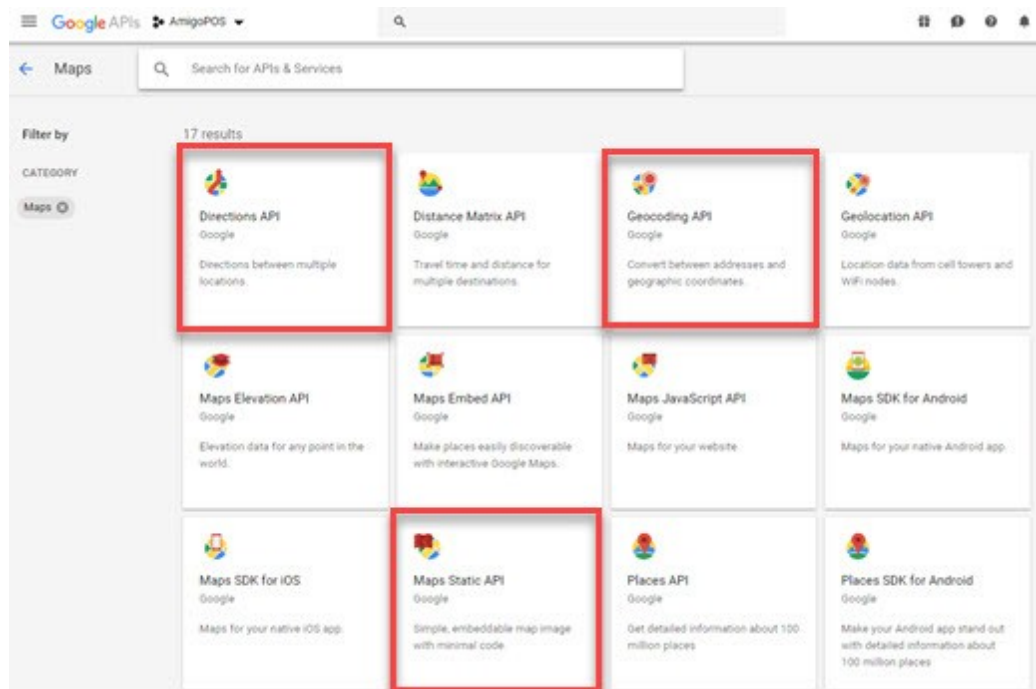 Google APIs AmigoPOS
Maps Search for APIs & Services
Filter by
CATEGORY
Maps
17 results
Directions API
Google
Directions between multiple
locations.
Distance Matrix API
Google
Travel time and distance for
multiple destinations.
Geocoding API
Google
Convert between addresses and
geographic coordinates.
Geolocation API
Google
Location data from cell towers and
WiFi nodes.
Maps Elevation API
Google
Elevation data for any point in the
world.
Maps Embed API
Google
Make places easily discoverable
with interactive Google Maps.
Maps JavaScript API
Google
Maps for your website
Maps SDK for Android
Google
Maps for your native Android app.
Maps SDK for iOS
Google
Maps for your native iOS app.
Maps Static API
Google
Simple, embeddable map image
with minimal code
Places API
Google
Get detailed information about 100
million places
Places SDK for Android
Google
Make your Android app stand out
with detailed information about
100 million places